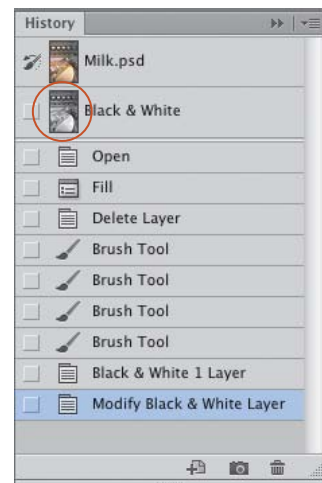 History
Milk.psd
Black & White
Open
Fill
Delete Layer
Brush Tool
Brush Tool
Brush Tool
Brush Tool
Black & White 1 Layer
Modify Black & White Layer